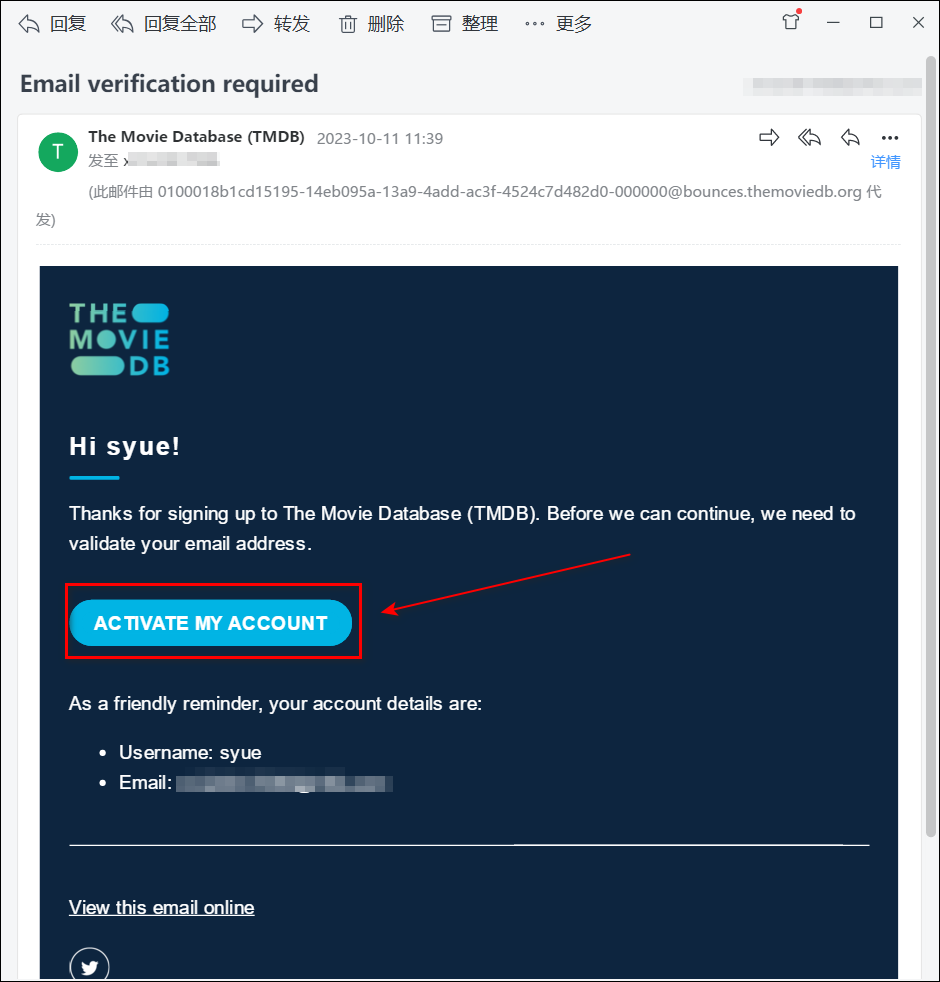 回复 回复全部 转发 删除 整理 更多
Email verification required
T
The Movie Database (TMDB) 2023-10-11 11:39
发至
详情
(此邮件由 0100018b1cd15195-14eb095a-13a9-4add-ac3f-4524c7d482d0-000000@bounces.themoviedb.org 代
发)
THE
MOVIE
DB
Hi syue!
Thanks for signing up to The Movie Database (TMDB). Before we can continue, we need to
validate your email address.
ACTIVATE MY ACCOUNT
As a friendly reminder, your account details are:
• Username: syue
• Email:
View this email online